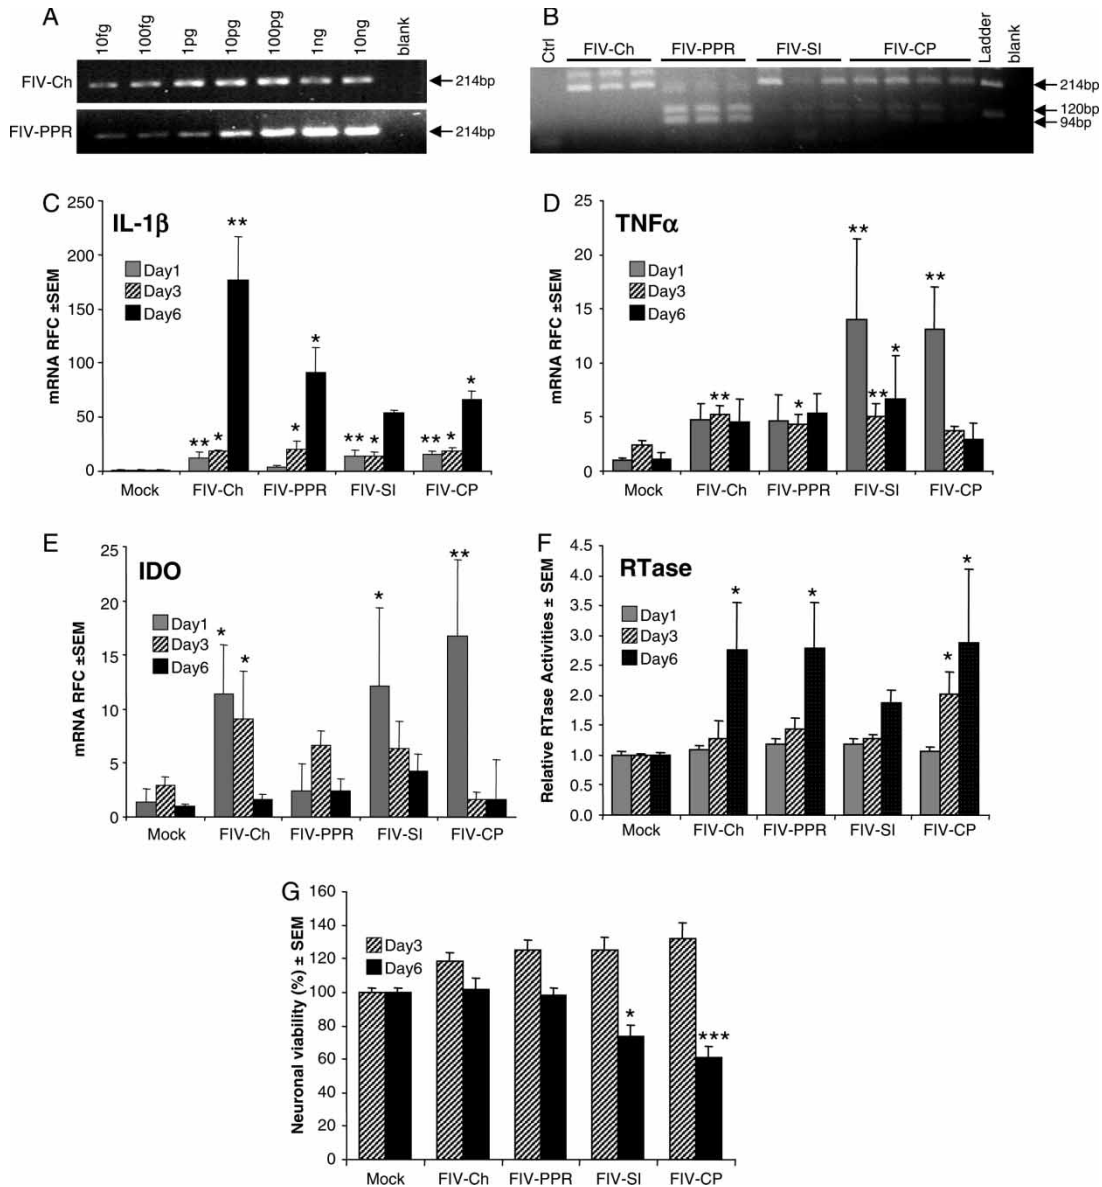 A
10fg 100fg 1pg 10pg 100pg 1ng 10ng blank
FIV-Ch 214bp
FIV-PPR 214bp
B
Ctrl FIV-Ch FIV-PPR FIV-SI FIV-CP Ladder blank
214bp
120bp
94bp
C
IL-1β
mRNA RFC ±SEM
250
200
150
100
50
0
Day1
Day3
Day6
** * **
* *
** *
** * *
Mock FIV-Ch FIV-PPR FIV-SI FIV-CP
D
TNFα
mRNA RFC ±SEM
25
20
15
10
5
0
Day1
Day3
Day6
**
*
** ** *
**
Mock FIV-Ch FIV-PPR FIV-SI FIV-CP
E
IDO
mRNA RFC ±SEM
25
20
15
10
5
0
Day1
Day3
Day6
* *
*
**
Mock FIV-Ch FIV-PPR FIV-SI FIV-CP
F
RTase
Relative RTase Activities ± SEM
4.5
4.0
3.5
3.0
2.5
2.0
1.5
1.0
0.5
0.0
Day1
Day3
Day6
*
*
* *
Mock FIV-Ch FIV-PPR FIV-SI FIV-CP
G
Neuronal viability (%) ± SEM
160
140
120
100
80
60
40
20
0
Day3
Day6
*
***
Mock FIV-Ch FIV-PPR FIV-SI FIV-CP